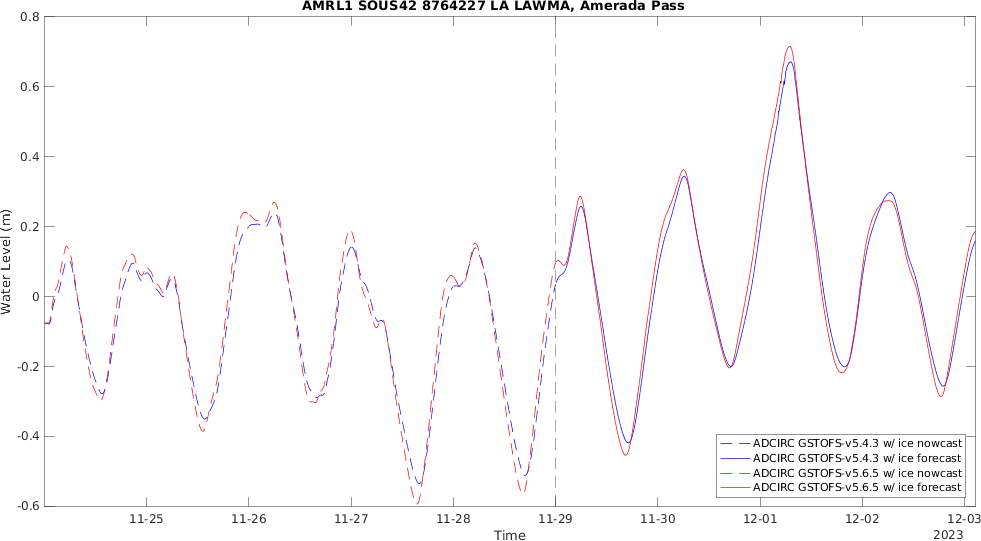 AMRL1 SOUS42 8764227 LA LAWMA, Amerada Pass
0.8
0.6
0.4
0.2
0
-0.2
-0.4
-0.6
Water Level (m)
ADCIRC GSTOFS-v5.4.3 w/ ice nowcast
ADCIRC GSTOFS-v5.4.3 w/ ice forecast
ADCIRC GSTOFS-v5.6.5 w/ ice nowcast
ADCIRC GSTOFS-v5.6.5 w/ ice forecast
11-25 11-26 11-27 11-28 11-29 11-30 12-01 12-02 12-03
Time 2023